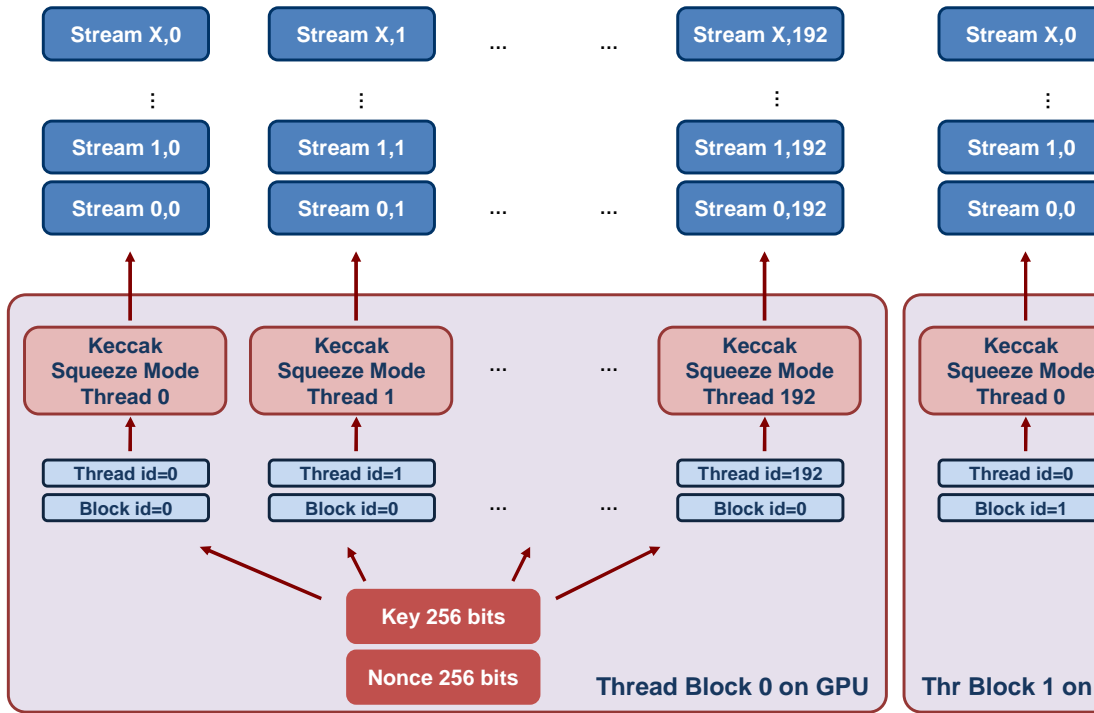 Stream X,0 Stream X,1 ... ... Stream X,192 Stream X,0
⋮ ⋮ ⋮ ⋮
Stream 1,0 Stream 1,1 Stream 1,192 Stream 1,0
Stream 0,0 Stream 0,1 ... ... Stream 0,192 Stream 0,0
Keccak Keccak Keccak Keccak
Squeeze Mode Squeeze Mode ... ... Squeeze Mode Squeeze Mode
Thread 0 Thread 1 Thread 192 Thread 0
Thread id=0 Thread id=1 Thread id=192 Thread id=0
Block id=0 Block id=0 ... ... Block id=0 Block id=1
Key 256 bits
Nonce 256 bits
Thread Block 0 on GPU Thr Block 1 on